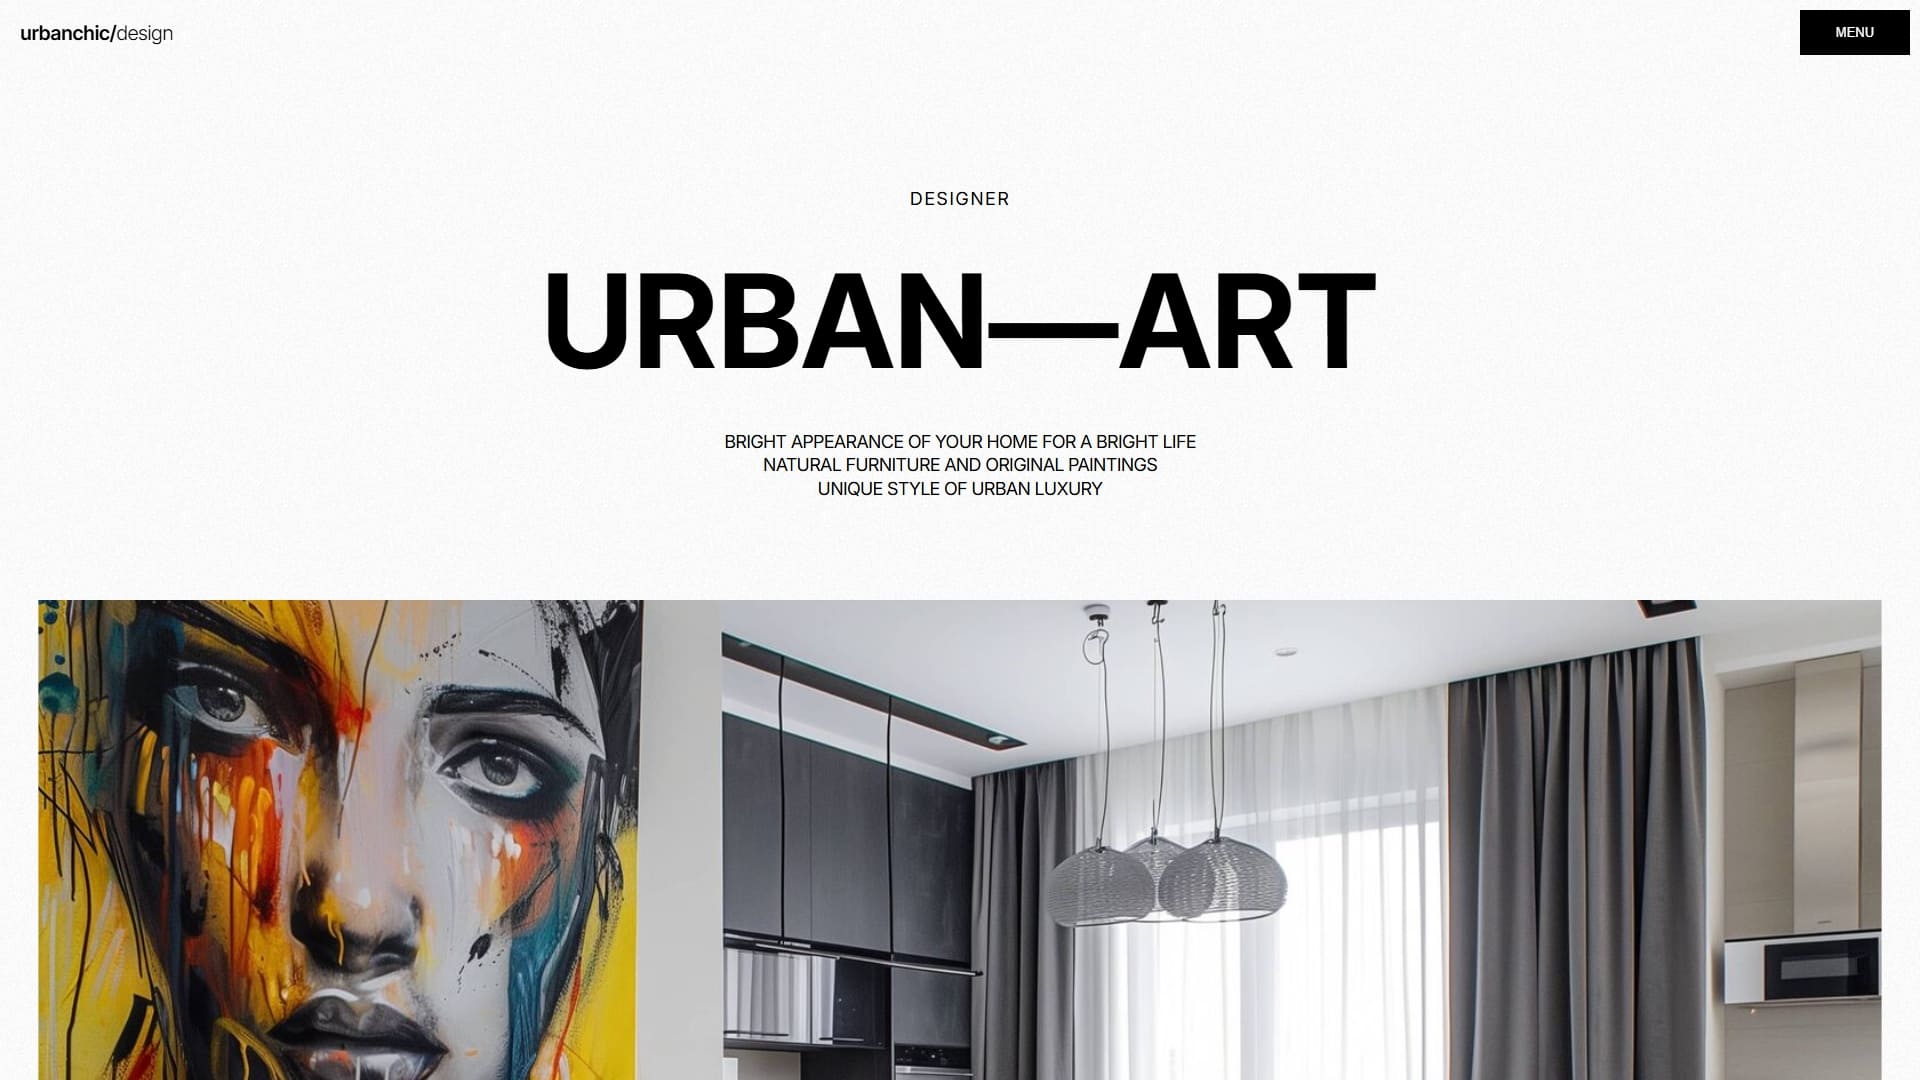 urbanchic/design
MENU
DESIGNER
URBAN—ART
BRIGHT APPEARANCE OF YOUR HOME FOR A BRIGHT LIFE
NATURAL FURNITURE AND ORIGINAL PAINTINGS
UNIQUE STYLE OF URBAN LUXURY